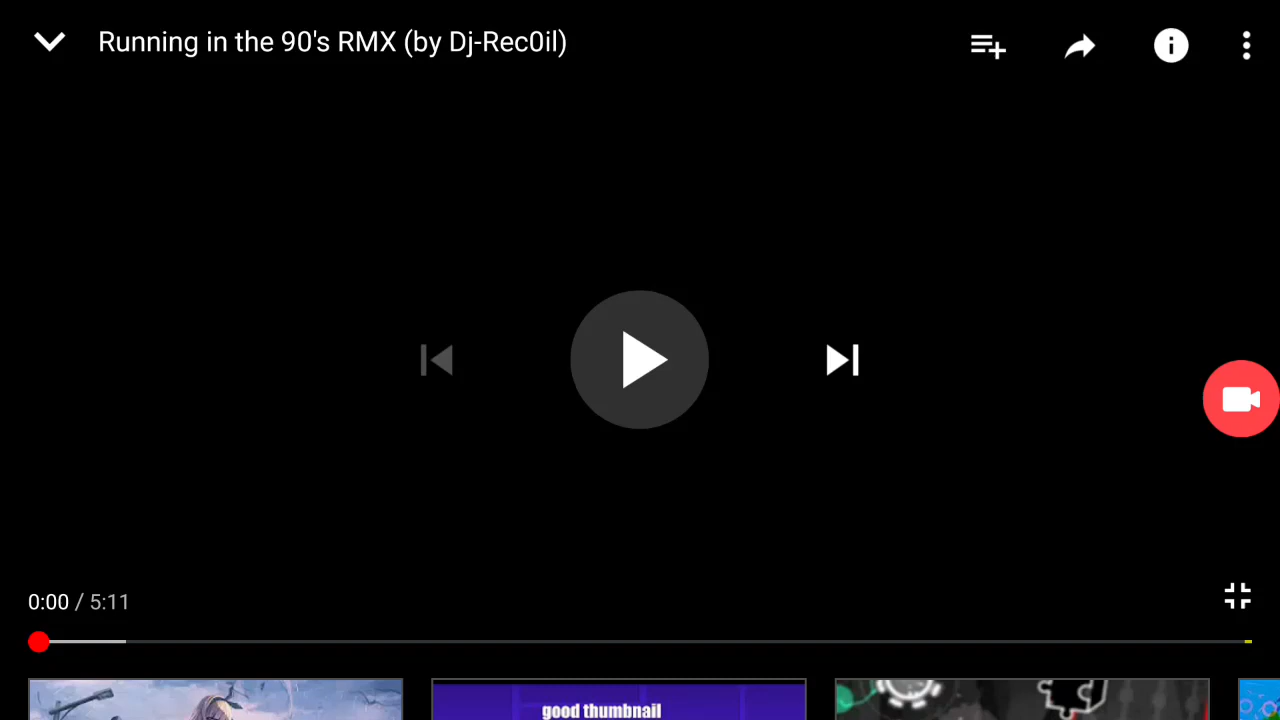 Running in the 90's RMX (by Dj-Rec0il)
0:00 / 5:11
good thumbnail